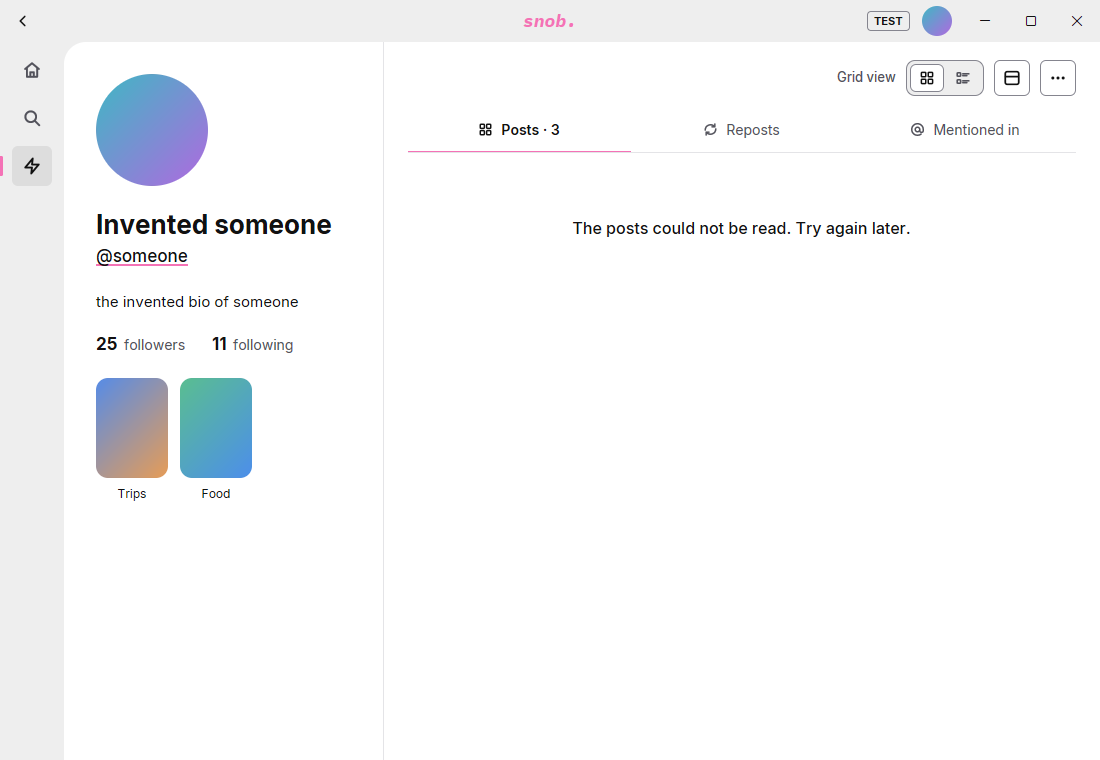 snob.
TEST
Invented someone
@someone
the invented bio of someone
25 followers 11 following
Trips
Food
Grid view
Posts · 3
Reposts
Mentioned in
The posts could not be read. Try again later.